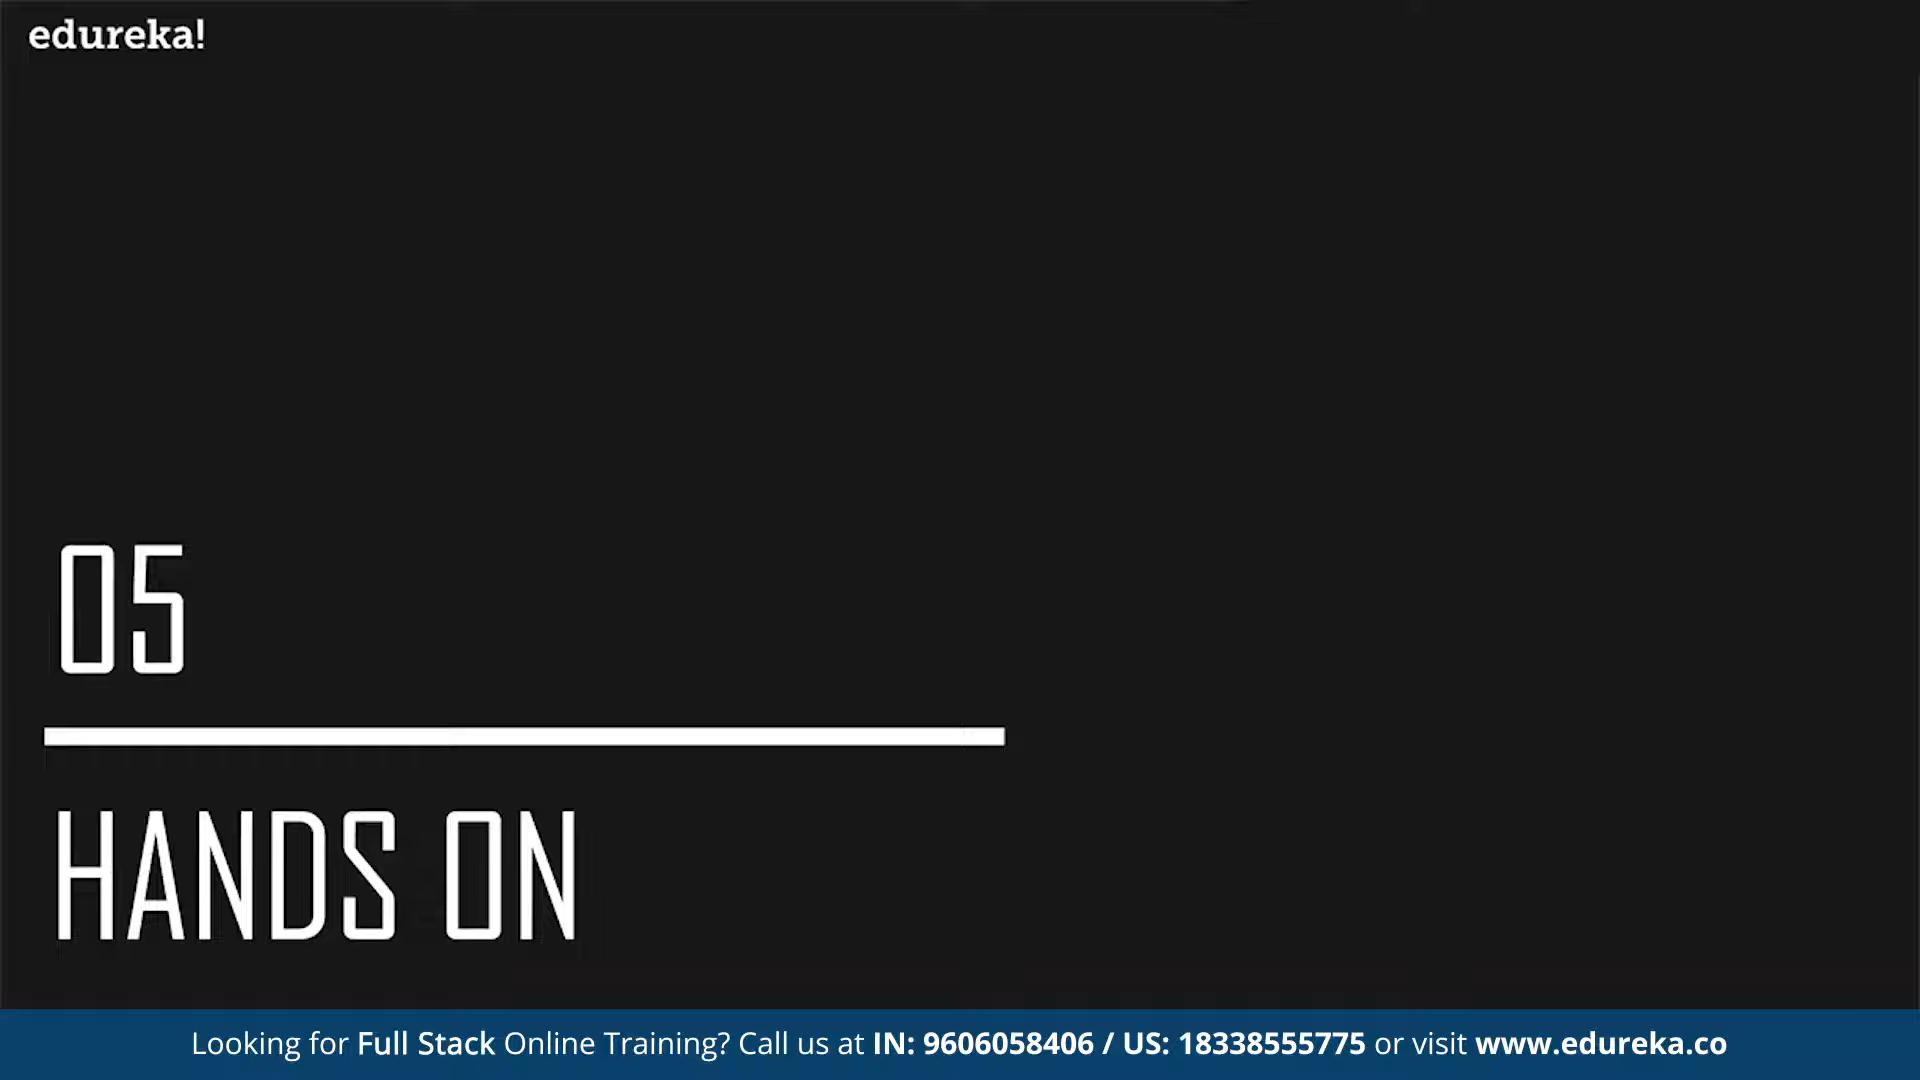 edureka!
05
HANDS ON
Looking for Full Stack Online Training? Call us at IN: 9606058406 / US: 18338555775 or visit www.edureka.co